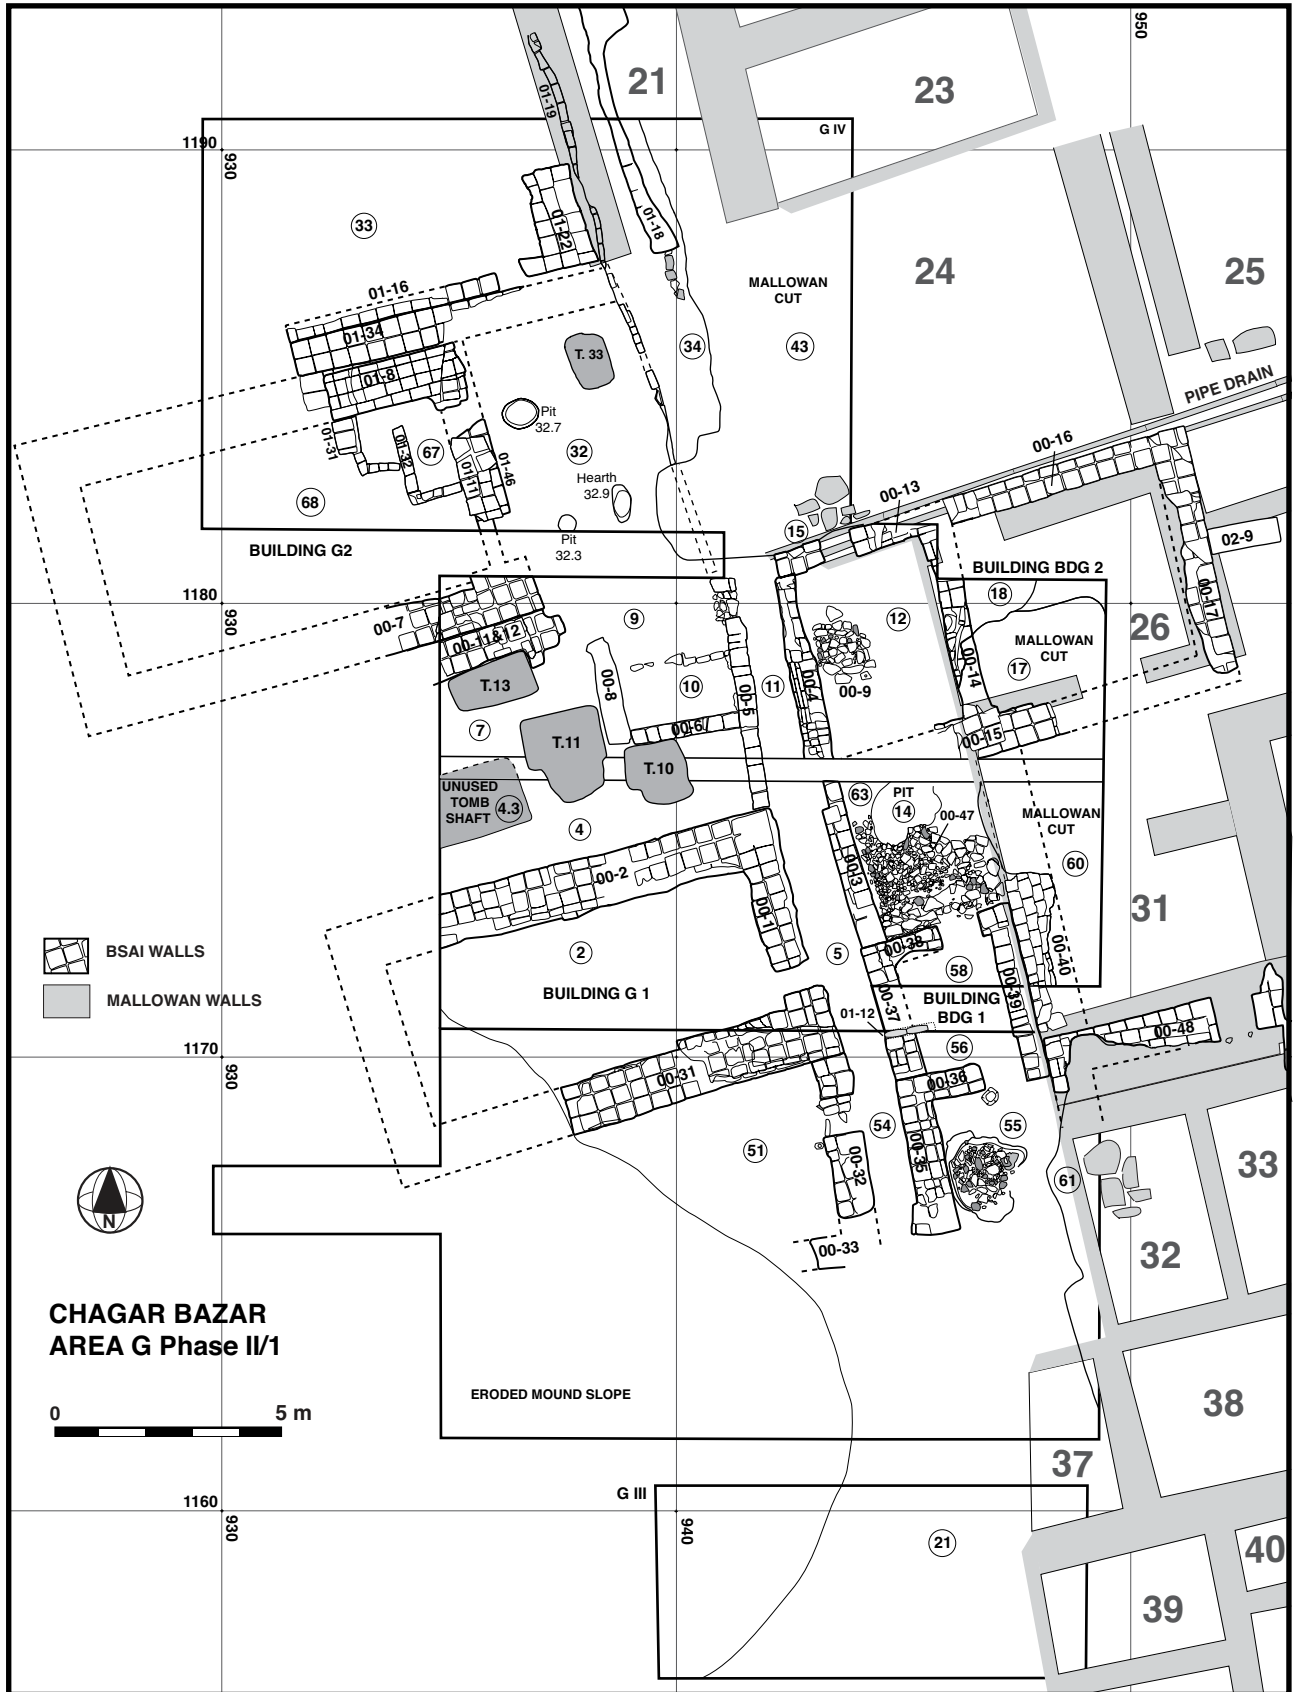 950
21
23
01-19
G IV
1190
930
33
01-22
01-18
24
25
MALLOWAN
CUT
01-16
01-34
T. 33
34
43
01-8
PIPE DRAIN
Pit
32.7
01-31
01-32
67
01-11
01-46
32
00-16
Hearth
32.9
00-13
68
15
Pit
32.3
02-9
BUILDING G2
BUILDING BDG 2
1180
930
18
00-17
00-7
9
12
26
00-11&12
MALLOWAN
CUT
00-14
17
T.13
00-8
10
11
00-4
00-9
00-5
7
T.11
00-6/
00-15
T.10
UNUSED
TOMB
SHAFT
4.3
63
PIT
14
00-47
MALLOWAN
CUT
4
60
00-2
00-3
00-1
31
BSAI WALLS
2
5
00-38
58
00-40
MALLOWAN WALLS
BUILDING G 1
00-37
BUILDING
BDG 1
00-39
01-12
00-48
1170
930
56
00-31
00-36
54
55
51
00-32
00-35
61
33
N
00-33
32
CHAGAR BAZAR
AREA G Phase II/1
0
5 m
ERODED MOUND SLOPE
38
37
G III
1160
930
940
21
40
39